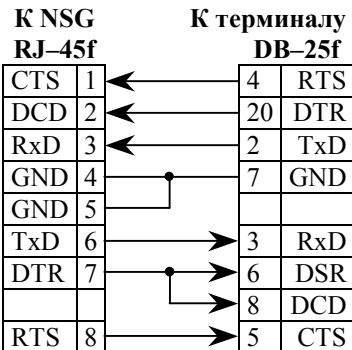 К NSG К терминалу
RJ–45f DB–25f
CTS 1 4 RTS
DCD 2 20 DTR
RxD 3 2 TxD
GND 4 7 GND
GND 5
TxD 6 3 RxD
DTR 7 6 DSR
8 DCD
RTS 8 5 CTS